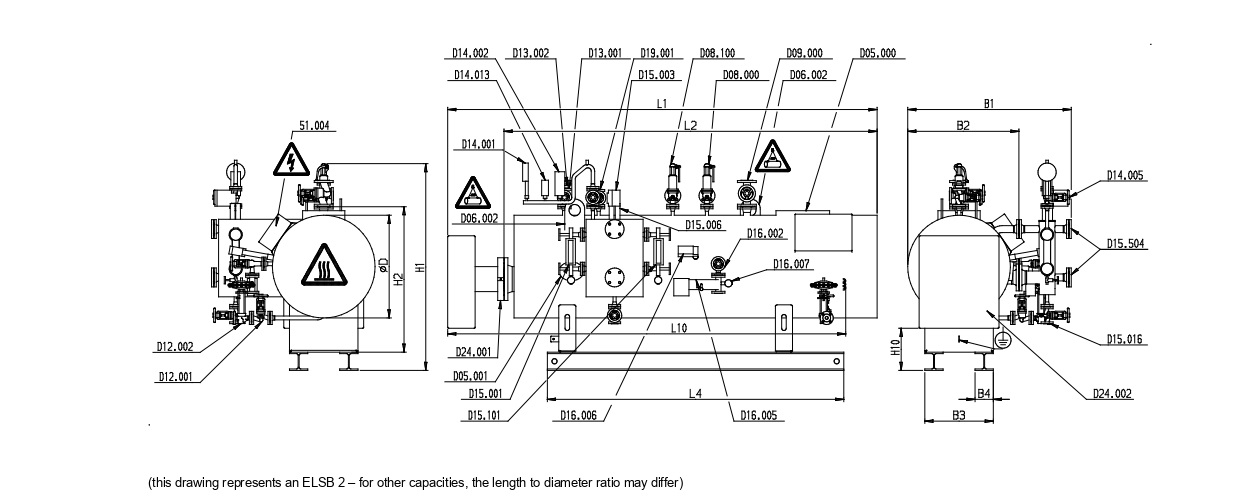 D14.002 D13.002 D13.001 D19.001 D08.100 D09.000 D05.000
D14.013 D15.003 D08.000 D06.002
L1 B1
51.004 L2 B2
D14.001
D14.005
D06.002 D15.006
D16.002 D15.504
D16.007
ØD H2 H1
L10
D12.002 D24.001 H10 D15.016
D12.001 D05.001
D15.001 L4 B4 D24.002
D15.101 D16.006 D16.005 B3
(this drawing represents an ELSB 2 – for other capacities, the length to diameter ratio may differ)